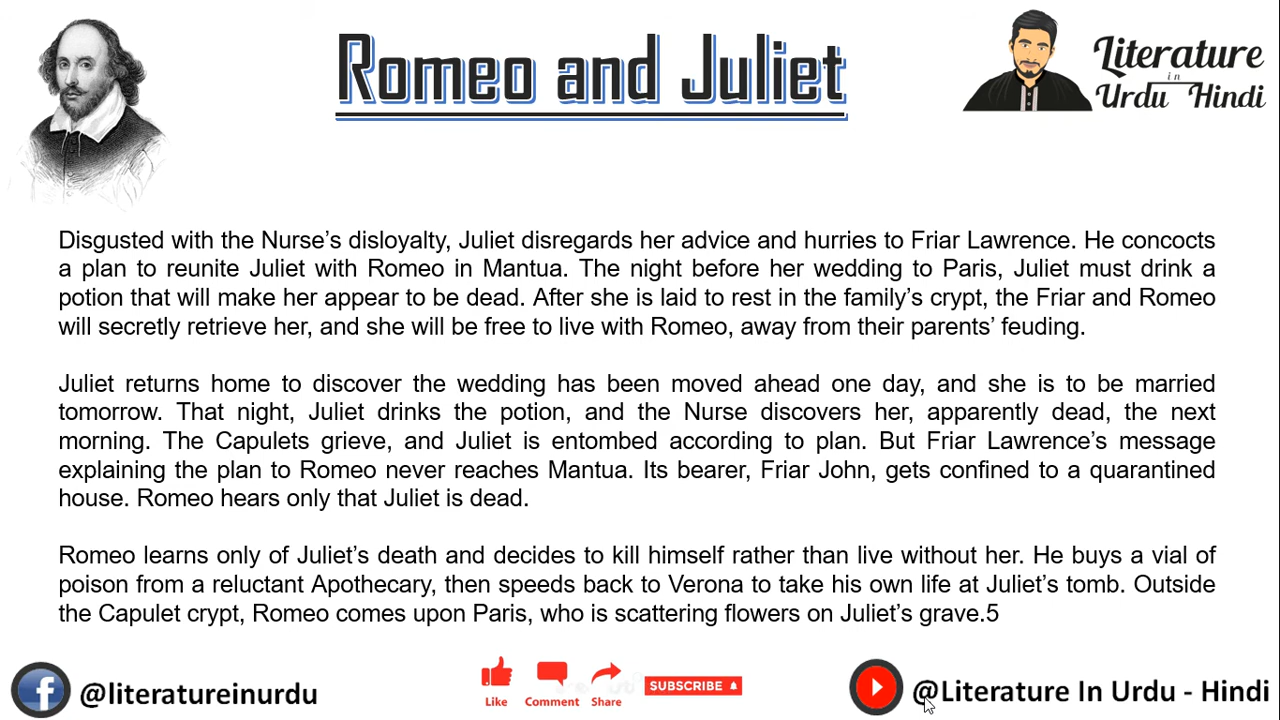 Romeo and Juliet
Literature
in
Urdu Hindi
Disgusted with the Nurse’s disloyalty, Juliet disregards her advice and hurries to Friar Lawrence. He concocts
a plan to reunite Juliet with Romeo in Mantua. The night before her wedding to Paris, Juliet must drink a
potion that will make her appear to be dead. After she is laid to rest in the family’s crypt, the Friar and Romeo
will secretly retrieve her, and she will be free to live with Romeo, away from their parents’ feuding.
Juliet returns home to discover the wedding has been moved ahead one day, and she is to be married
tomorrow. That night, Juliet drinks the potion, and the Nurse discovers her, apparently dead, the next
morning. The Capulets grieve, and Juliet is entombed according to plan. But Friar Lawrence’s message
explaining the plan to Romeo never reaches Mantua. Its bearer, Friar John, gets confined to a quarantined
house. Romeo hears only that Juliet is dead.
Romeo learns only of Juliet’s death and decides to kill himself rather than live without her. He buys a vial of
poison from a reluctant Apothecary, then speeds back to Verona to take his own life at Juliet’s tomb. Outside
the Capulet crypt, Romeo comes upon Paris, who is scattering flowers on Juliet’s grave.5
@literatureinurdu
Like Comment Share
SUBSCRIBE
@Literature In Urdu - Hindi